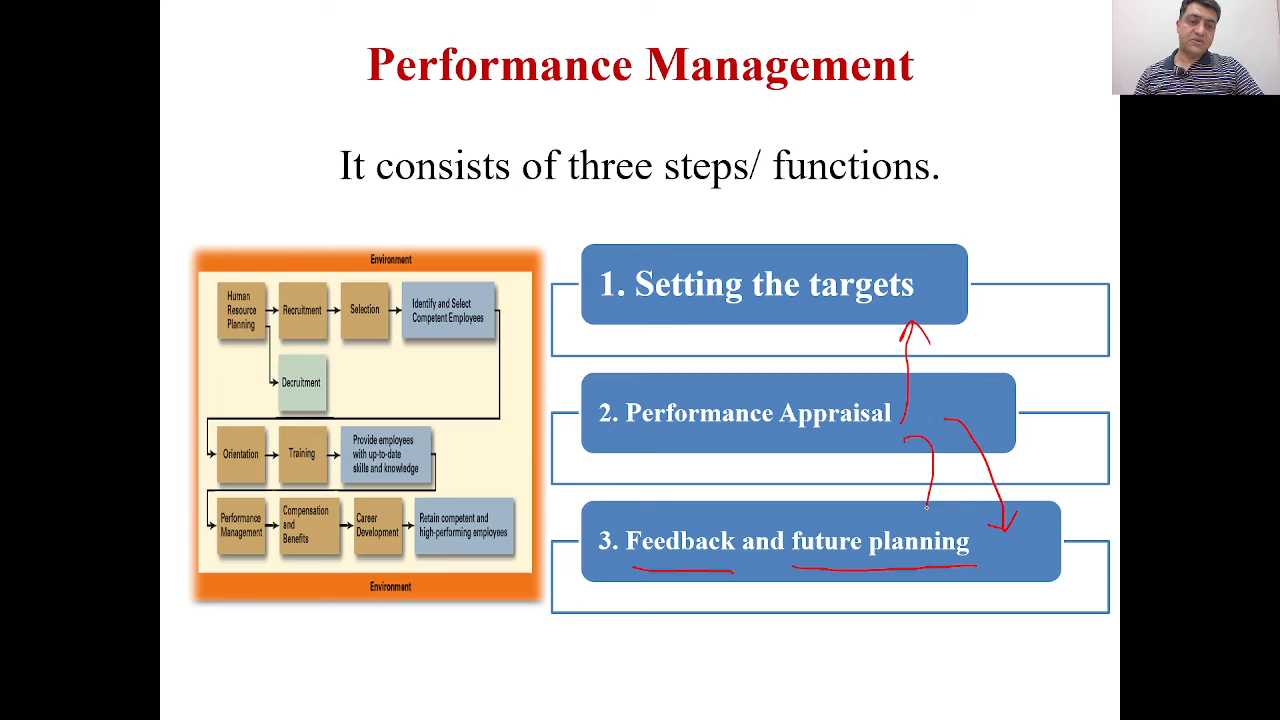 Performance Management
It consists of three steps/ functions.
Environment
Human
Resource
Planning
Recruitment
Selection
Identify and Select
Competent Employees
Decruitment
Orientation
Training
Provide employees
with up-to-date
skills and knowledge
Performance
Management
Compensation
and
Benefits
Career
Development
Retain competent and
high-performing employees
Environment
1. Setting the targets
2. Performance Appraisal
3. Feedback and future planning